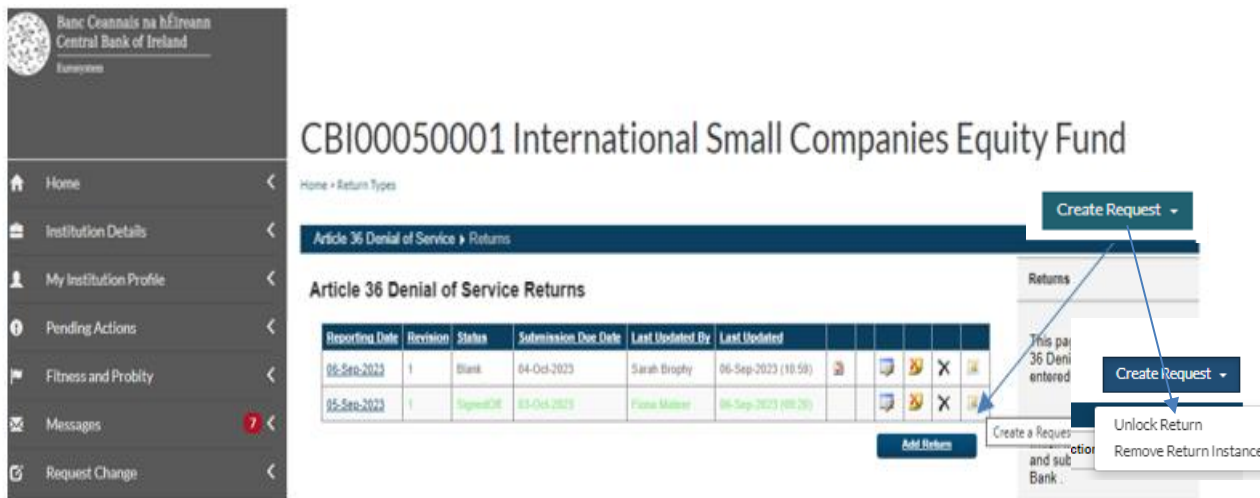 Banc Ceannais na hÉireann
Central Bank of Ireland
Eurosystem
CBI00050001 International Small Companies Equity Fund
Home
Institution Details
My Institution Profile
Pending Actions
Fitness and Probity
Messages 7
Request Change
Home > Return Types
Create Request
Article 36 Denial of Service Returns
Article 36 Denial of Service Returns
Reporting Date Revision Status Submission Due Date Last Updated By Last Updated
06-Sep-2023 1 Blank 04-Oct-2023 Sarah Brophy 06-Sep-2023 (10:59)
05-Sep-2023 1 SignedOff 03-Oct-2023 Fiona 06-Sep-2023
Add Return
Create a Reques
Returns
This pa
36 Deni
entered
Create Request
Unlock Return
Remove Return Instance
ction
and sub
Bank .